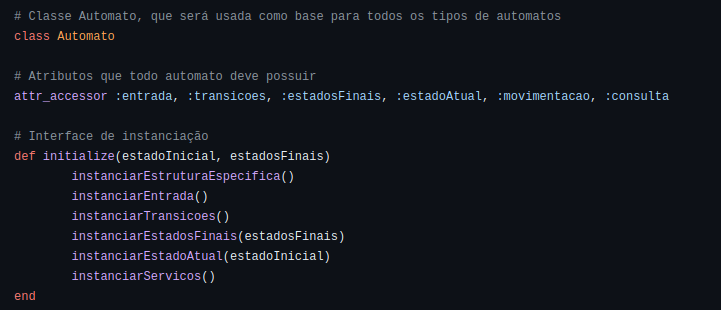 # Classe Automato, que será usada como base para todos os tipos de automatos
class Automato
# Atributos que todo automato deve possuir
attr_accessor :entrada, :transicoes, :estadosFinais, :estadoAtual, :movimentacao, :consulta
# Interface de instanciação
def initialize(estadoInicial, estadosFinais)
instanciarEstruturaEspecifica()
instanciarEntrada()
instanciarTransicoes()
instanciarEstadosFinais(estadosFinais)
instanciarEstadoAtual(estadoInicial)
instanciarServicos()
end